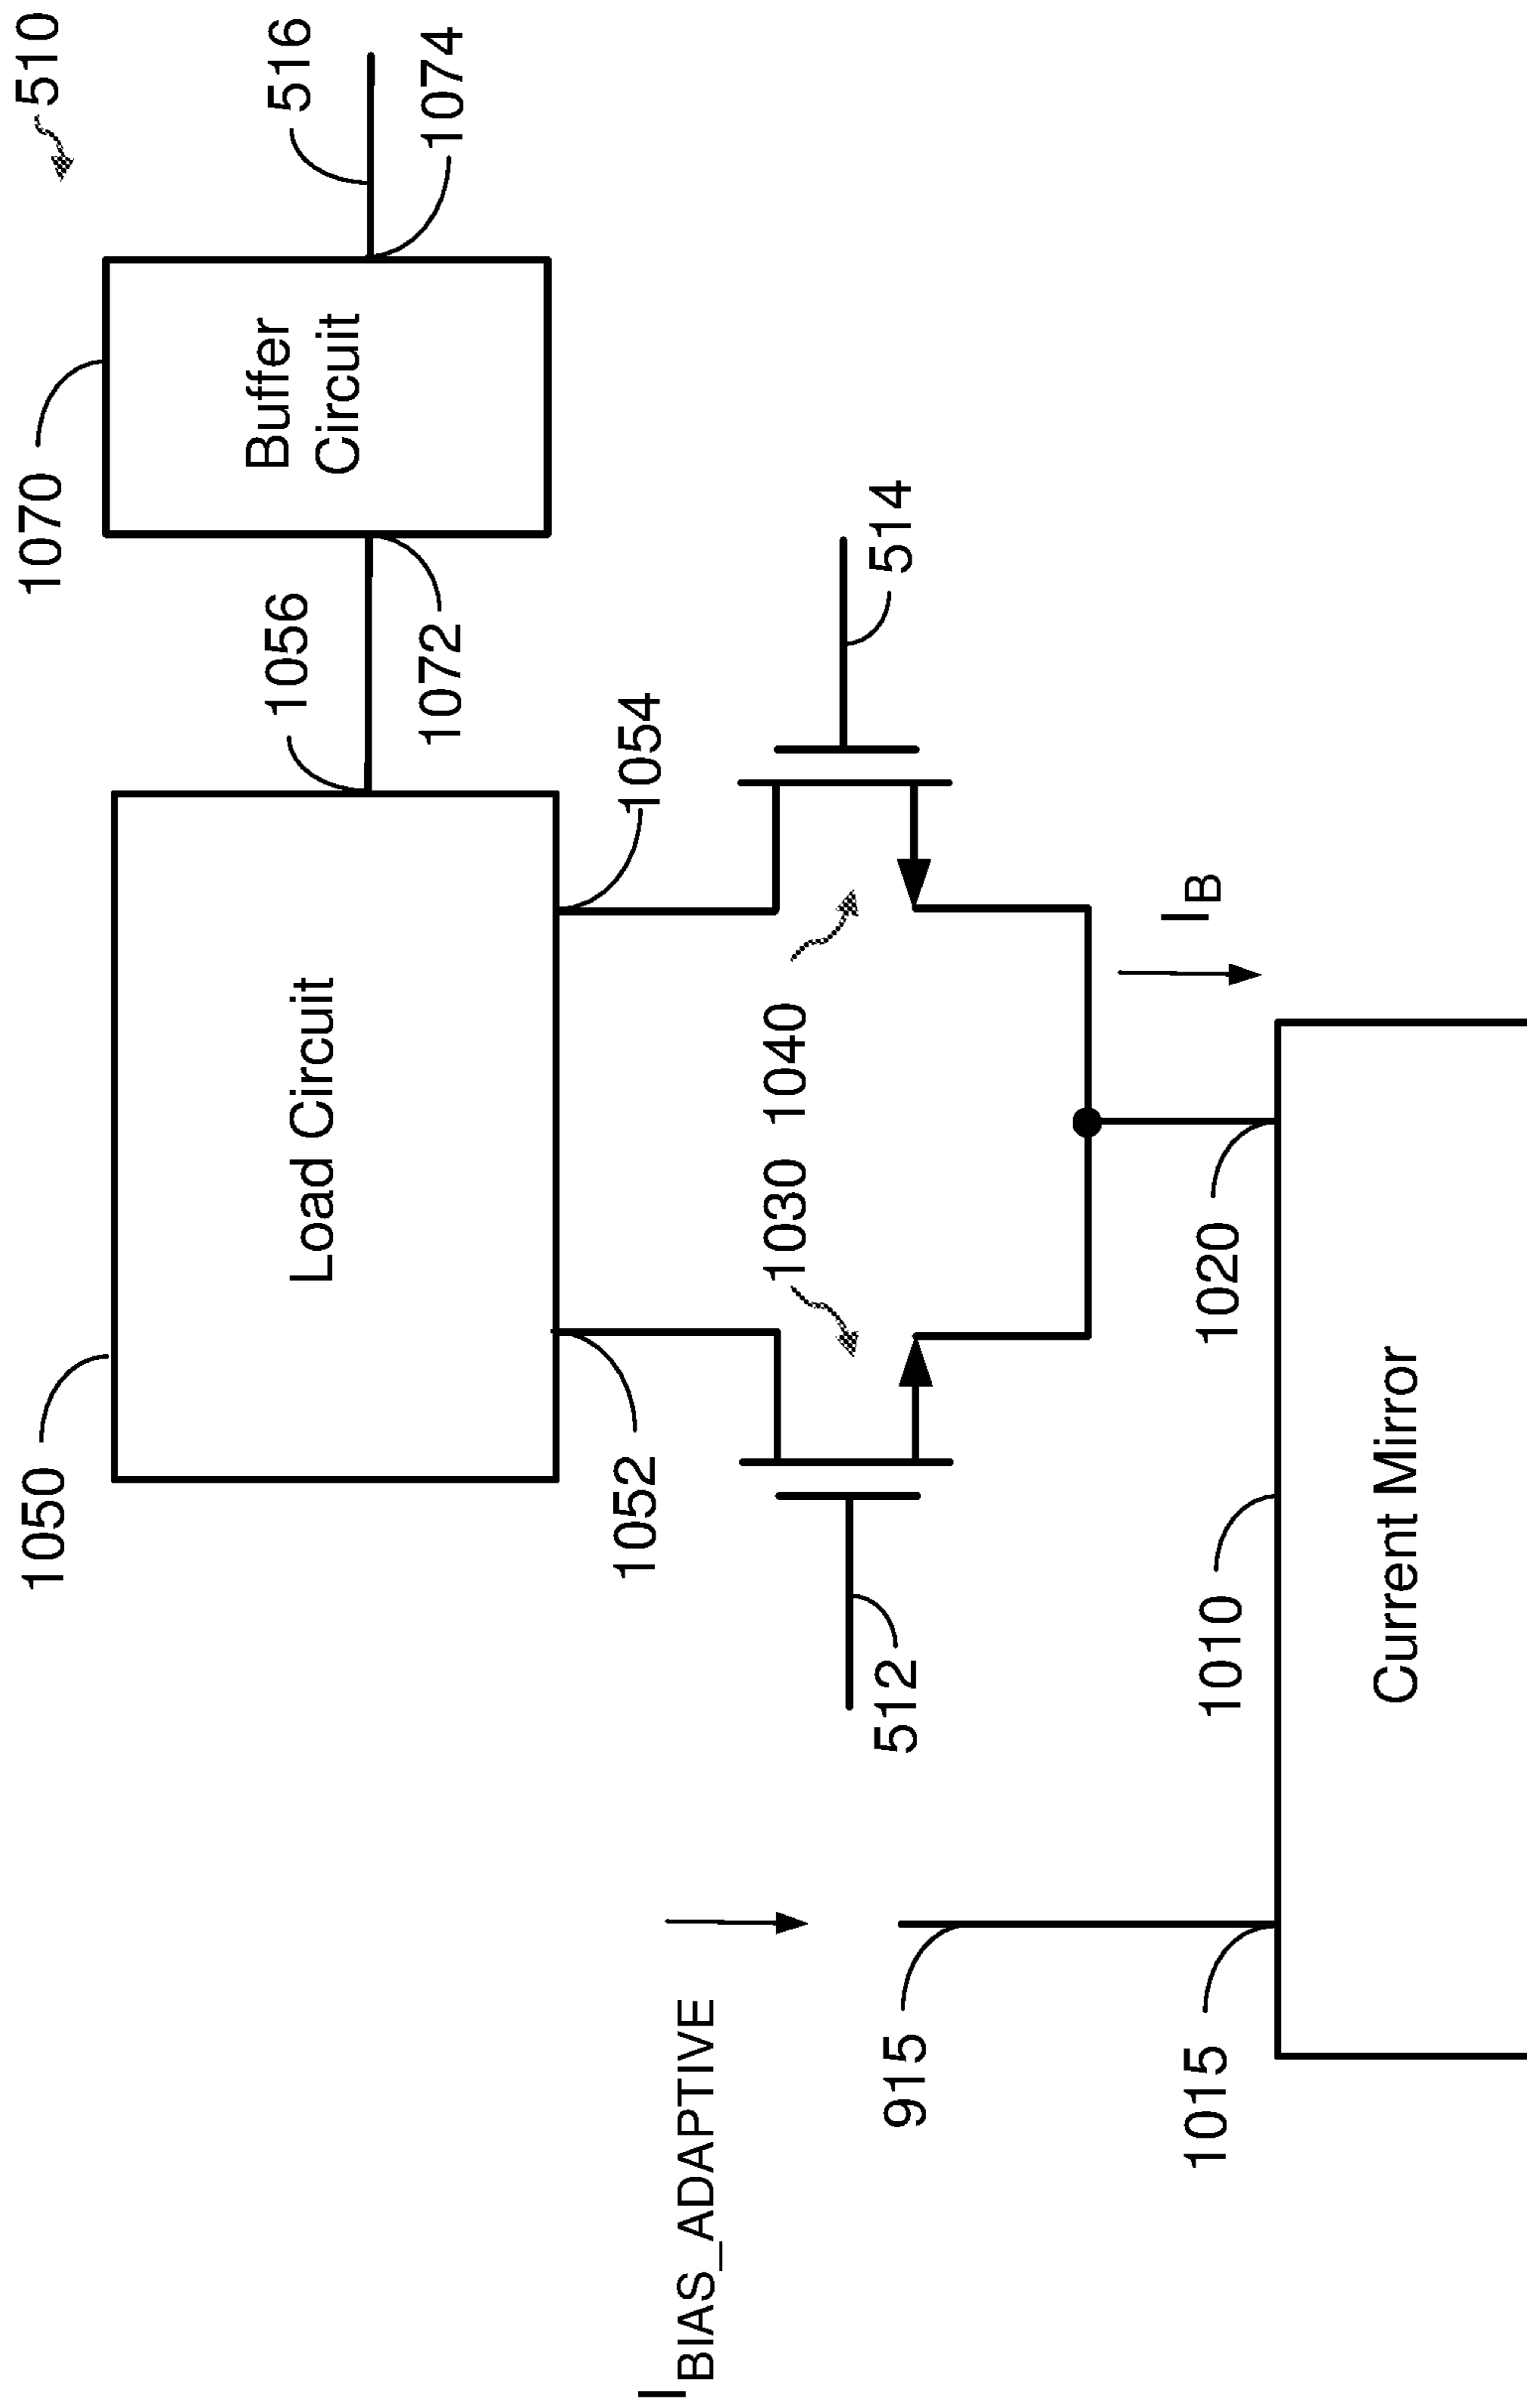 510
1070
Buffer
Circuit
516
1074
1056
1072
1050
Load Circuit
1054
1052
514
1030
1040
512
I_B
I_BIAS_ADAPTIVE
915
1020
1010
1015
Current Mirror